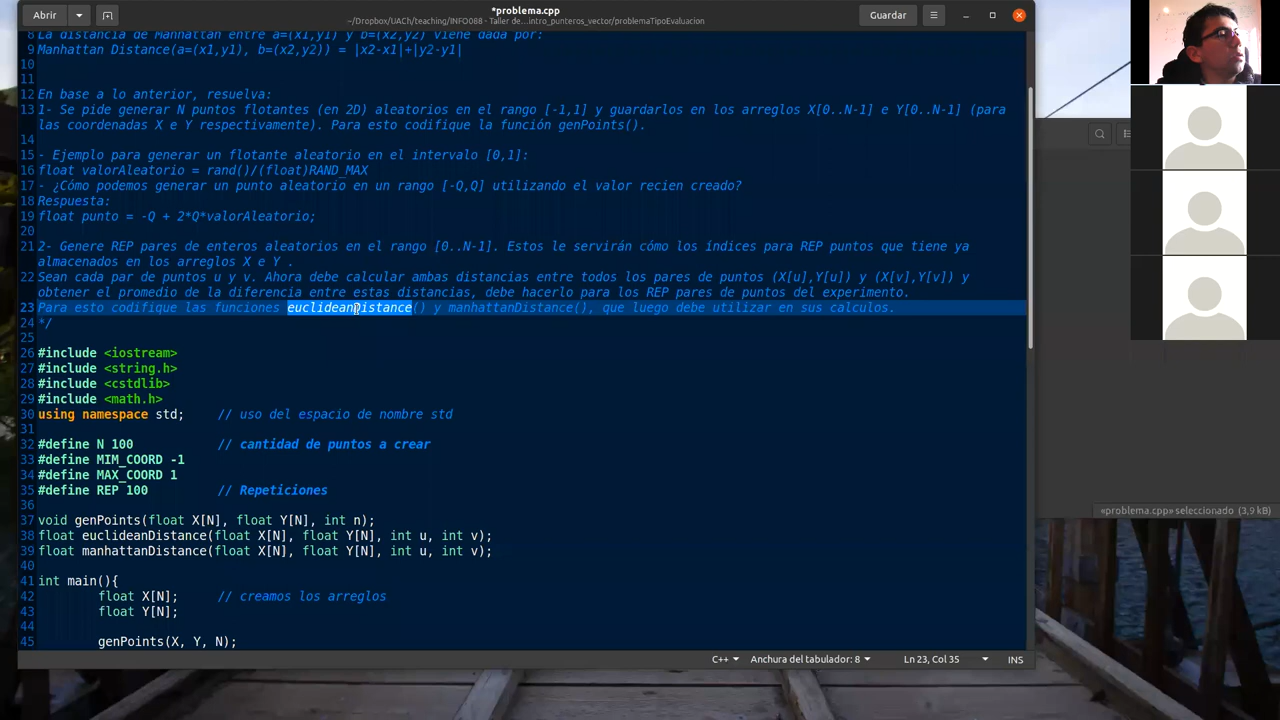 Abrir
*problema.cpp
~/Dropbox/UACh/teaching/INFO088 - Taller de…intro_punteros_vector/problemaTipoEvaluacion
Guardar
8 La distancia de Manhattan entre a=(x1,y1) y b=(x2,y2) viene dada por:
9 Manhattan Distance(a=(x1,y1), b=(x2,y2)) = |x2-x1|+|y2-y1|
10
11
12 En base a lo anterior, resuelva:
13 1- Se pide generar N puntos flotantes (en 2D) aleatorios en el rango [-1,1] y guardarlos en los arreglos X[0..N-1] e Y[0..N-1] (para
las coordenadas X e Y respectivamente). Para esto codifique la función genPoints().
14
15 - Ejemplo para generar un flotante aleatorio en el intervalo [0,1]:
16 float valorAleatorio = rand()/(float)RAND_MAX
17 - ¿Cómo podemos generar un punto aleatorio en un rango [-Q,Q] utilizando el valor recien creado?
18 Respuesta:
19 float punto = -Q + 2*Q*valorAleatorio;
20
21 2- Genere REP pares de enteros aleatorios en el rango [0..N-1]. Estos le servirán cómo los índices para REP puntos que tiene ya
almacenados en los arreglos X e Y .
22 Sean cada par de puntos u y v. Ahora debe calcular ambas distancias entre todos los pares de puntos (X[u],Y[u]) y (X[v],Y[v]) y
obtener el promedio de la diferencia entre estas distancias, debe hacerlo para los REP pares de puntos del experimento.
23 Para esto codifique las funciones euclideanDistance() y manhattanDistance(), que luego debe utilizar en sus calculos.
24 */
25
26 #include <iostream>
27 #include <string.h>
28 #include <cstdlib>
29 #include <math.h>
30 using namespace std; // uso del espacio de nombre std
31
32 #define N 100 // cantidad de puntos a crear
33 #define MIM_COORD -1
34 #define MAX_COORD 1
35 #define REP 100 // Repeticiones
36
37 void genPoints(float X[N], float Y[N], int n);
38 float euclideanDistance(float X[N], float Y[N], int u, int v);
39 float manhattanDistance(float X[N], float Y[N], int u, int v);
40
41 int main(){
42 float X[N]; // creamos los arreglos
43 float Y[N];
44
45 genPoints(X, Y, N);
C++ Anchura del tabulador: 8 Ln 23, Col 35 INS
«problema.cpp» seleccionado (3,9 kB)